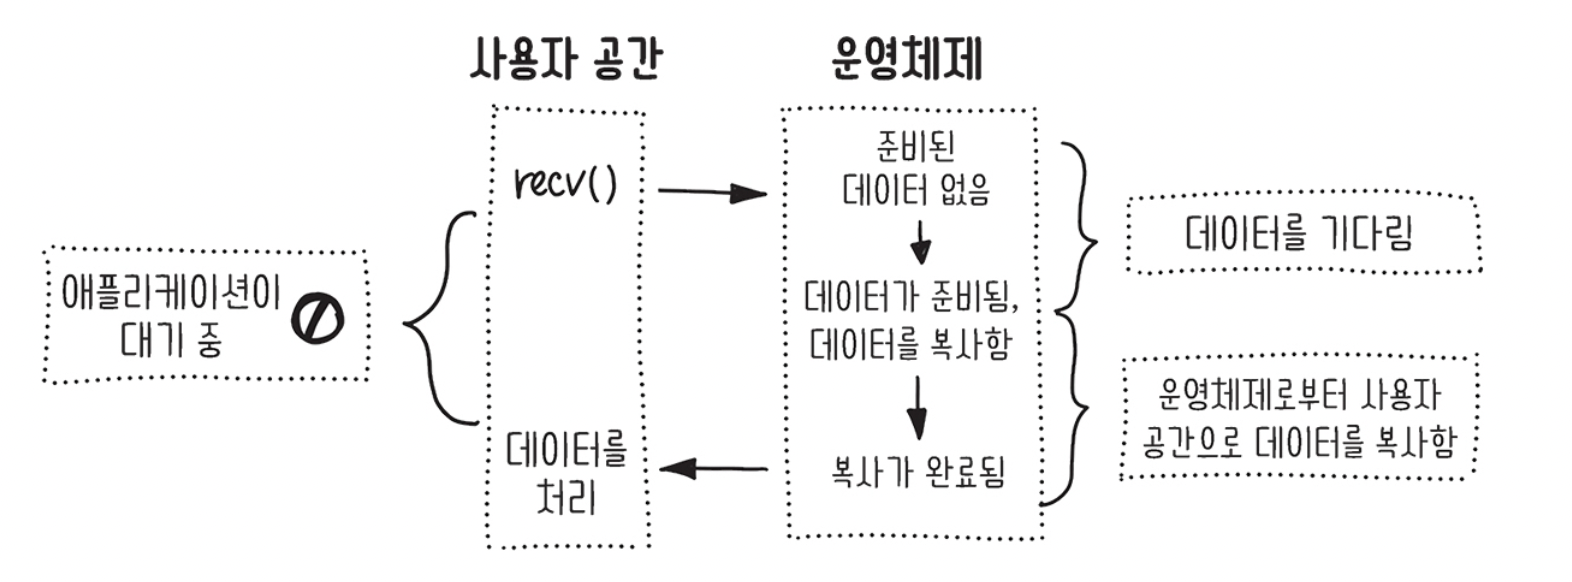 사용자 공간
운영체제
recv()
준비된
데이터 없음
데이터를 기다림
애플리케이션이
대기 중
데이터가 준비됨,
데이터를 복사함
운영체제로부터 사용자
공간으로 데이터를 복사함
데이터를
처리
복사가 완료됨